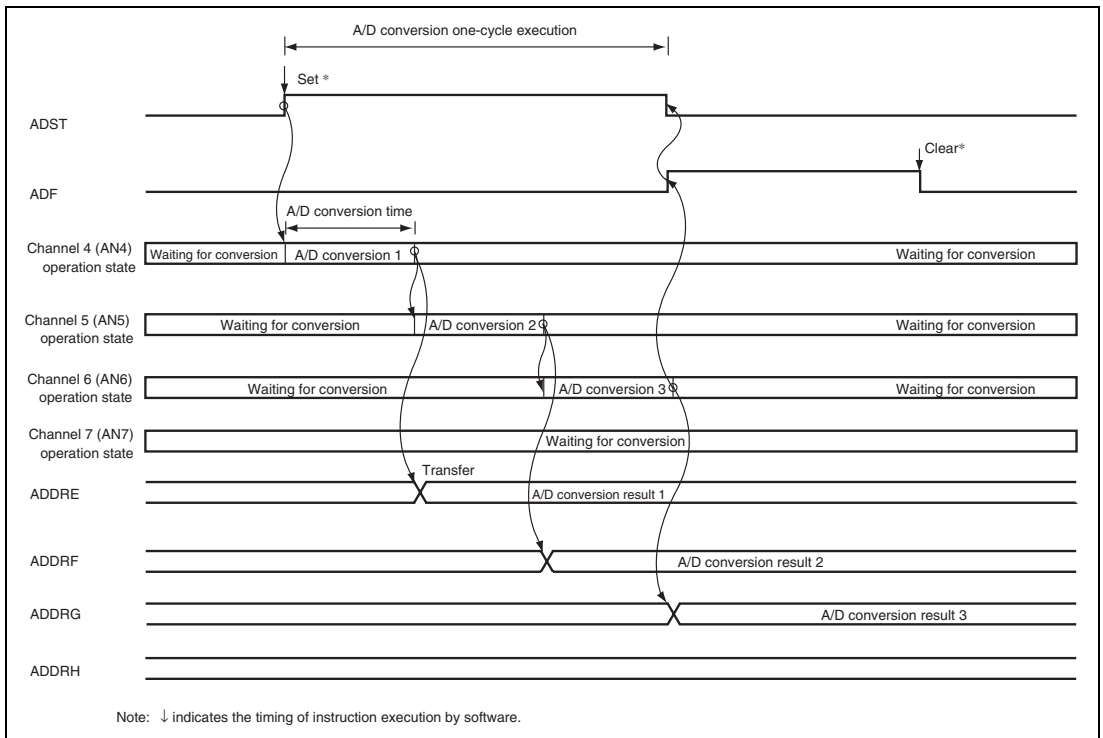 A/D conversion one-cycle execution
Set *
ADST
Clear*
ADF
A/D conversion time
Channel 4 (AN4)
operation state
Waiting for conversion
A/D conversion 1
Waiting for conversion
Channel 5 (AN5)
operation state
Waiting for conversion
A/D conversion 2
Waiting for conversion
Channel 6 (AN6)
operation state
Waiting for conversion
A/D conversion 3
Waiting for conversion
Channel 7 (AN7)
operation state
Waiting for conversion
Transfer
ADDRE
A/D conversion result 1
ADDRF
A/D conversion result 2
ADDRG
A/D conversion result 3
ADDRH
Note: ↓ indicates the timing of instruction execution by software.